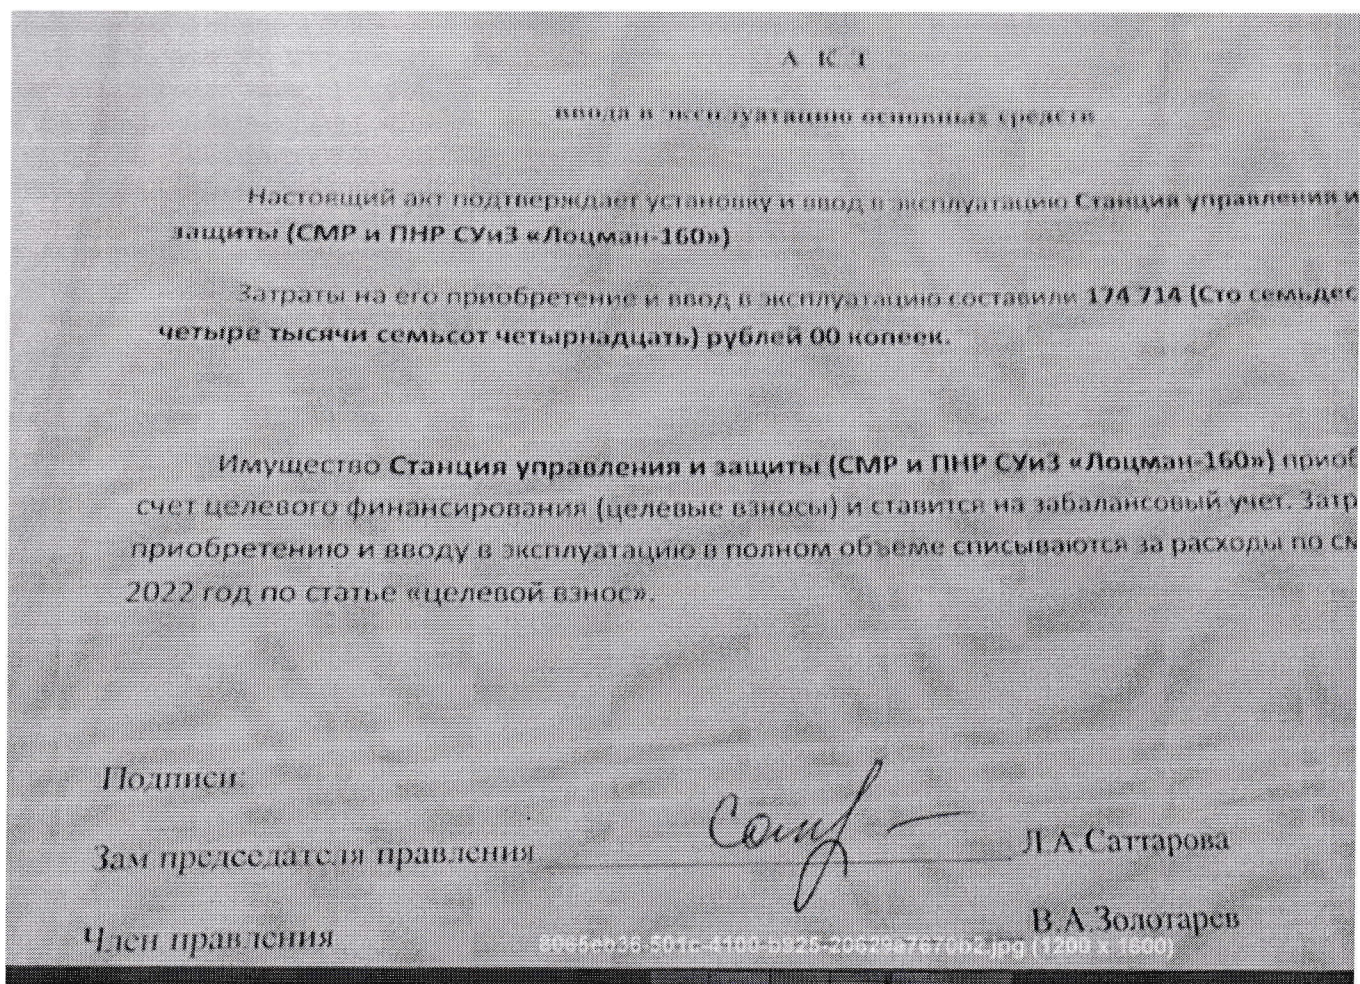 А К Т
ввода в эксплуатацию основных средств
Настоящий акт подтверждает установку и ввод в эксплуатацию Станция управления и
защиты (СМР и ПНР СУиЗ «Лоцман-160»)
Затраты на его приобретение и ввод в эксплуатацию составили 174 714 (Сто семьдес
четыре тысячи семьсот четырнадцать) рублей 00 копеек.
Имущество Станция управления и защиты (СМР и ПНР СУиЗ «Лоцман-160») приоб
счет целевого финансирования (целевые взносы) и ставится на забалансовый учет. Затр
приобретению и вводу в эксплуатацию в полном объеме списываются за расходы по см
2022 год по статье «целевой взнос».
Подписи:
Зам председателя правления Л.А.Саттарова
Член правления В.А.Золотарев
.jpg (1200 x 1600)